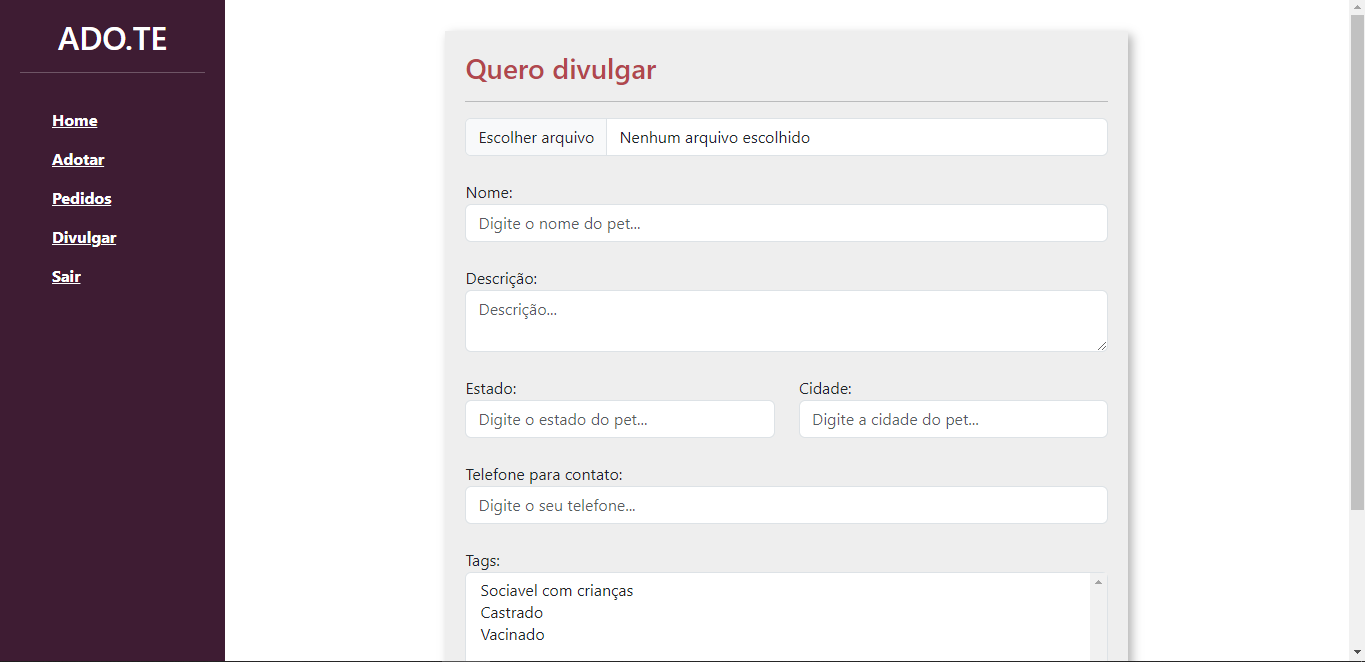 ADO.TE
Home
Adotar
Pedidos
Divulgar
Sair
Quero divulgar
Escolher arquivo Nenhum arquivo escolhido
Nome:
Digite o nome do pet...
Descrição:
Descrição...
Estado: Cidade:
Digite o estado do pet... Digite a cidade do pet...
Telefone para contato:
Digite o seu telefone...
Tags:
Sociavel com crianças
Castrado
Vacinado